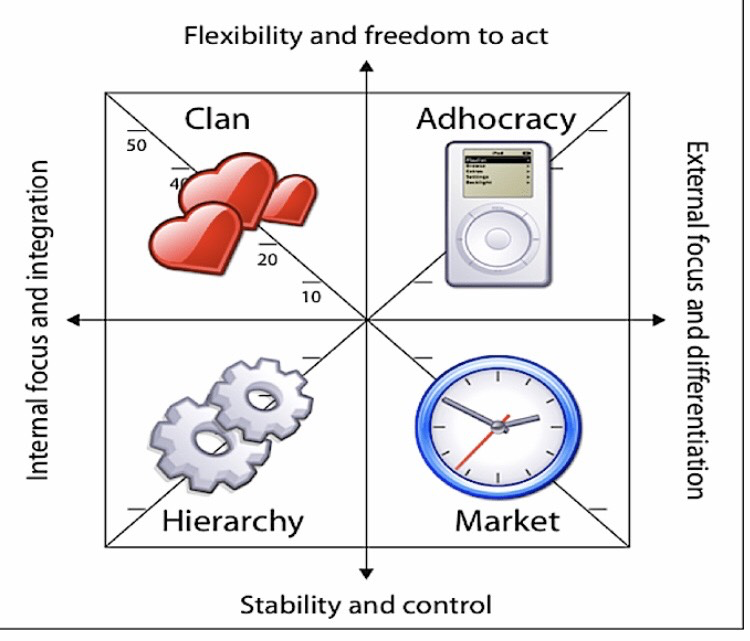 Flexibility and freedom to act
Clan
Adhocracy
50
20
10
Internal focus and integration
External focus and differentiation
Hierarchy
Market
Stability and control